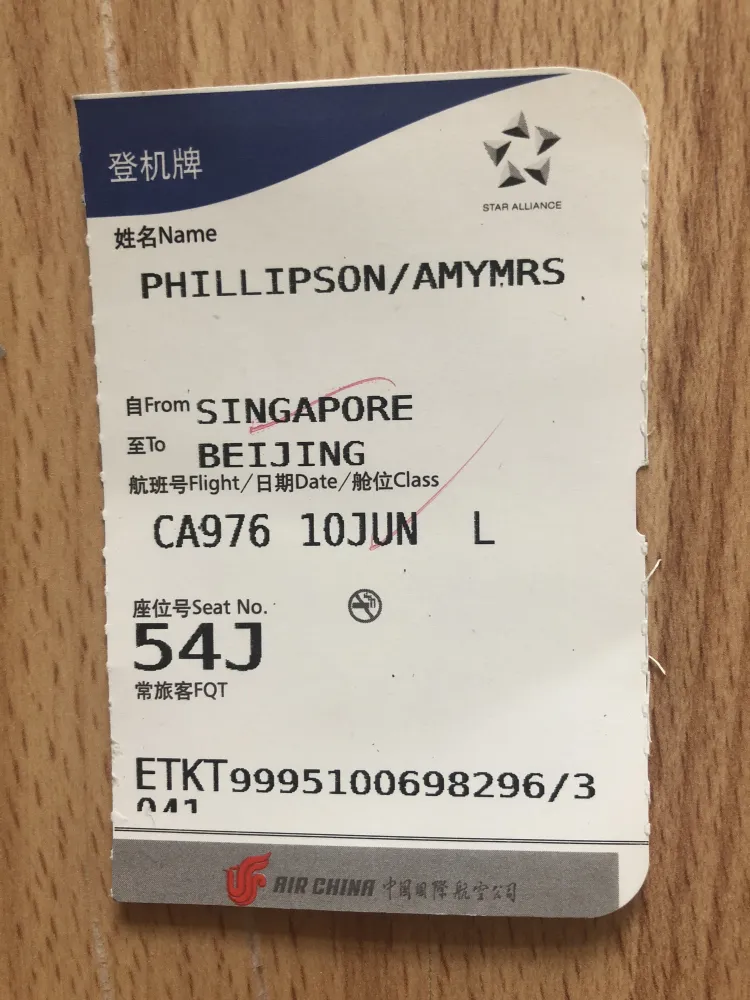 登机牌
STAR ALLIANCE
姓名Name
PHILLIPSON/AMYMRS
自From SINGAPORE
至To BEIJING
航班号Flight/日期Date/舱位Class
CA976 10JUN L
座位号Seat No.
54J
常旅客FQT
ETKT9995100698296/3
041
AIR CHINA 中国国际航空公司